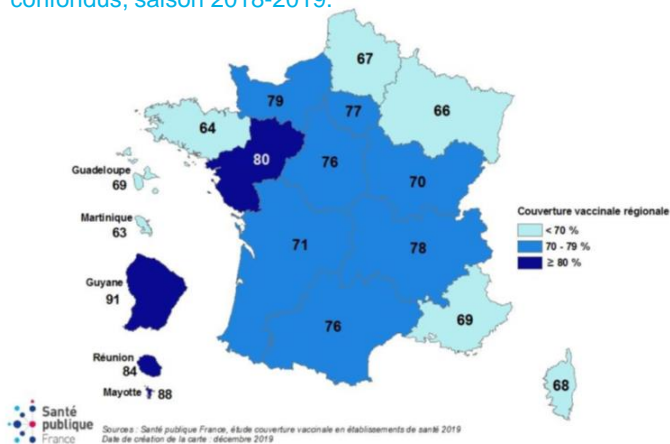 confondus, saison 2018-2019.
67
79
77
66
64
80
76
70
Guadeloupe
69
Martinique
63
71
78
Couverture vaccinale régionale
< 70 %
70 - 79 %
≥ 80 %
Guyane
91
76
69
Réunion
84
Mayotte 88
68
Santé
publique
France
Sources : Santé publique France, étude couverture vaccinale en établissements de santé 2019
Date de création de la carte : décembre 2019